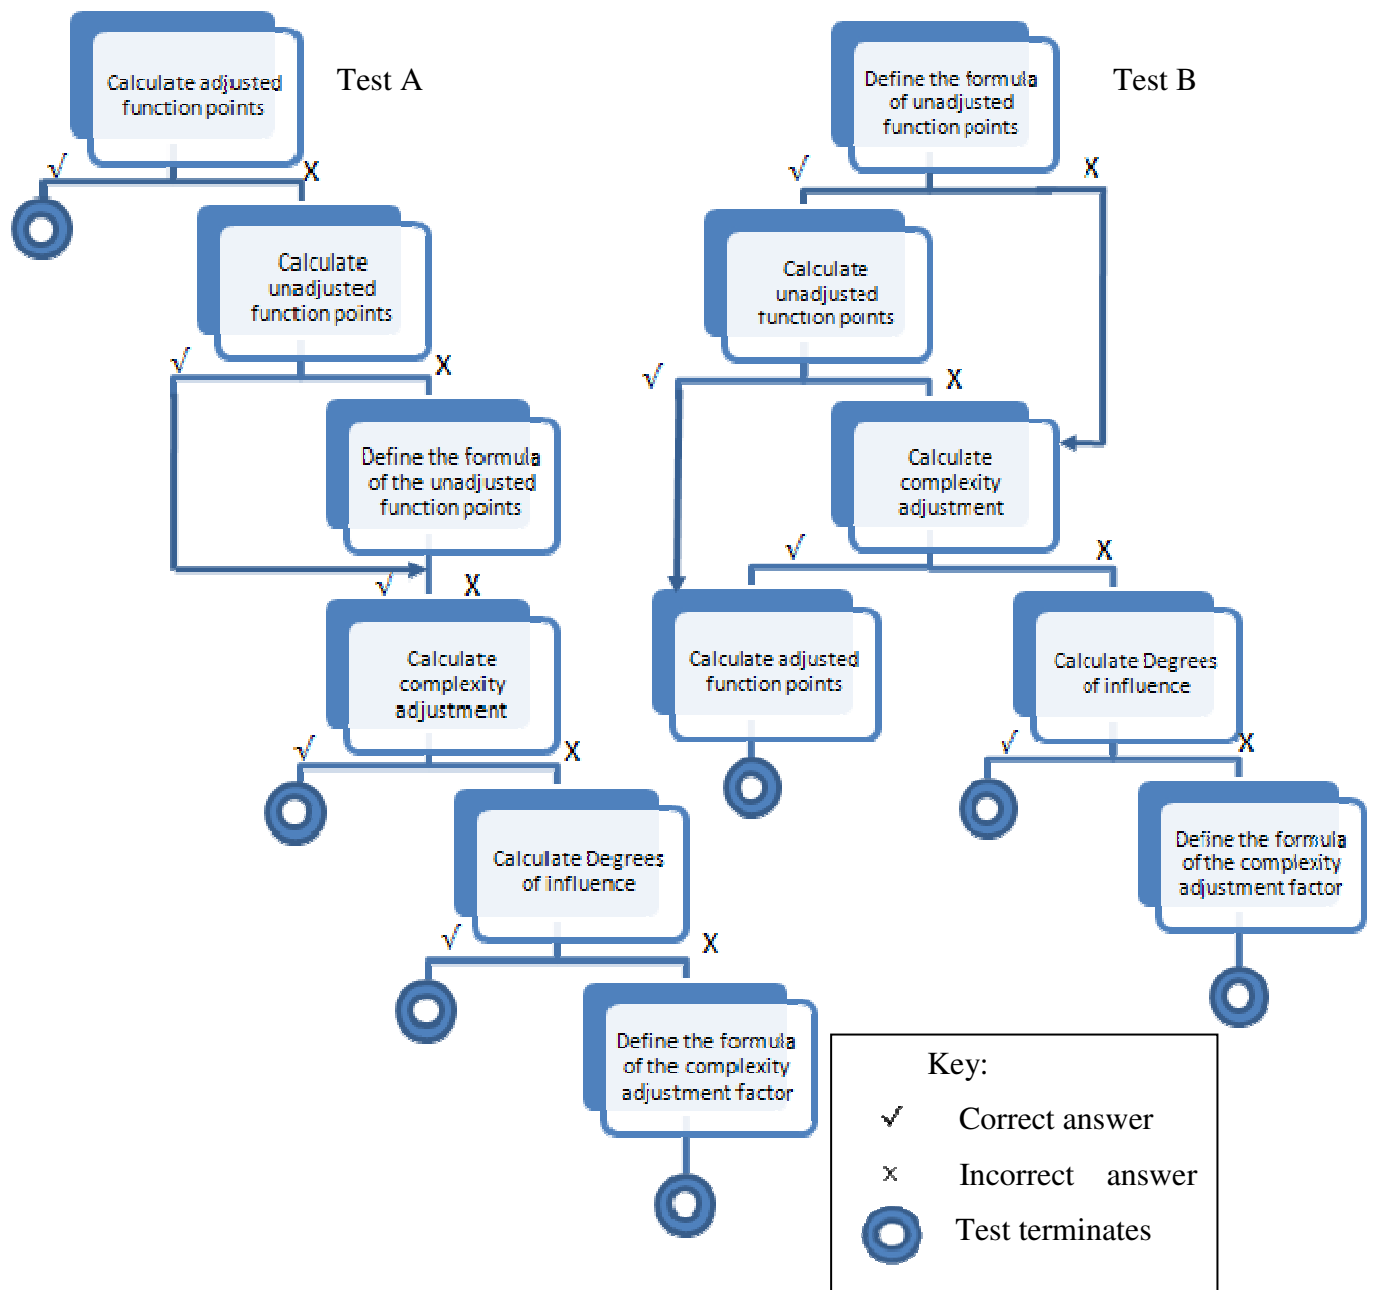 Test A
Calculate adjusted
function points
√
X
Calculate
unadjusted
function points
√
X
Define the formula
of the unadjusted
function points
√
X
Calculate
complexity
adjustment
√
X
Calculate Degrees
of influence
√
X
Define the formula
of the complexity
adjustment factor
Test B
Define the formula
of unadjusted
function points
√
X
Calculate
unadjusted
function points
√
X
Calculate
complexity
adjustment
√
X
Calculate adjusted
function points
Calculate Degrees
of influence
√
X
Define the formula
of the complexity
adjustment factor
Key:
✓ Correct answer
x Incorrect answer
Test terminates